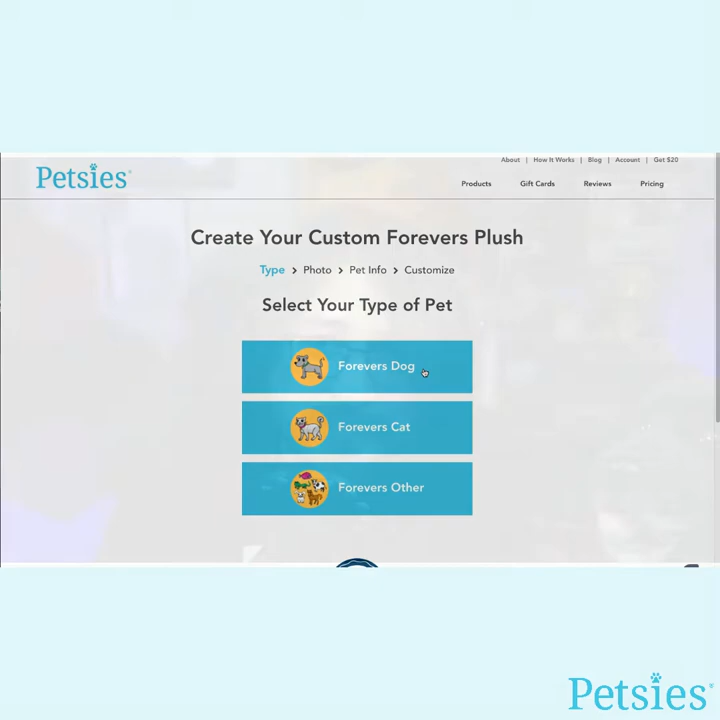 About | How It Works | Blog | Account | Get $20
Petsies®
Products Gift Cards Reviews Pricing
Create Your Custom Forevers Plush
Type > Photo > Pet Info > Customize
Select Your Type of Pet
Forevers Dog
Forevers Cat
Forevers Other
Petsies®